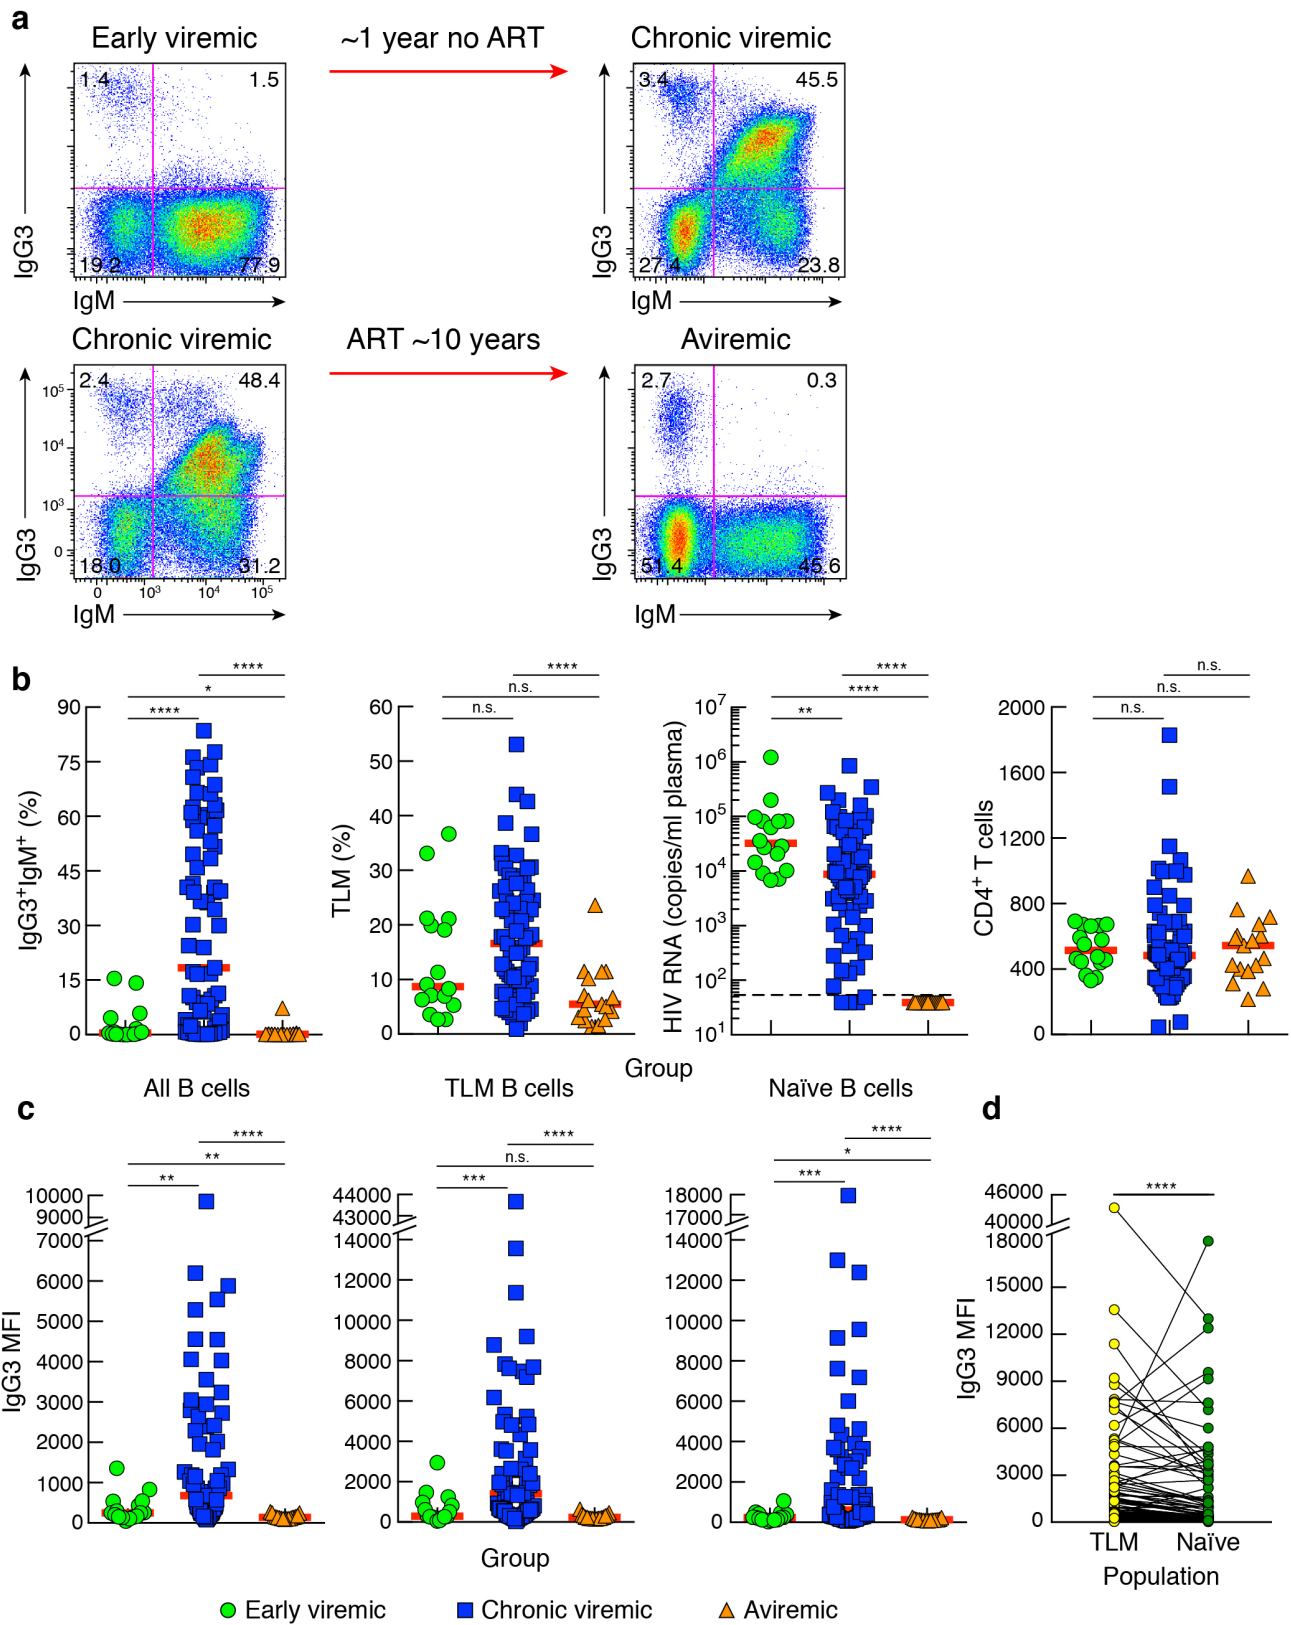 a
Early viremic
~1 year no ART
Chronic viremic
1.4
1.5
19.2
77.9
IgG3
IgM
3.4
45.5
27.4
23.8
IgG3
IgM
Chronic viremic
ART ~10 years
Aviremic
2.4
48.4
18.0
31.2
10⁵
10⁴
10³
0
0
10³
10⁴
10⁵
IgG3
IgM
2.7
0.3
51.4
45.6
IgG3
IgM
b
****
*
****
90
75
60
45
30
15
0
IgG3⁺IgM⁺ (%)
****
n.s.
n.s.
60
50
40
30
20
10
0
TLM (%)
****
****
**
10⁷
10⁶
10⁵
10⁴
10³
10²
10¹
HIV RNA (copies/ml plasma)
n.s.
n.s.
n.s.
2000
1600
1200
800
400
0
CD4⁺ T cells
Group
c
All B cells
****
**
**
10000
9000
7000
6000
5000
4000
3000
2000
1000
0
IgG3 MFI
TLM B cells
****
n.s.
***
44000
43000
14000
12000
10000
8000
6000
4000
2000
0
Naïve B cells
****
*
***
18000
17000
14000
12000
10000
8000
6000
4000
2000
0
Group
d
****
46000
40000
18000
15000
12000
9000
6000
3000
0
IgG3 MFI
TLM
Naïve
Population
Early viremic
Chronic viremic
Aviremic